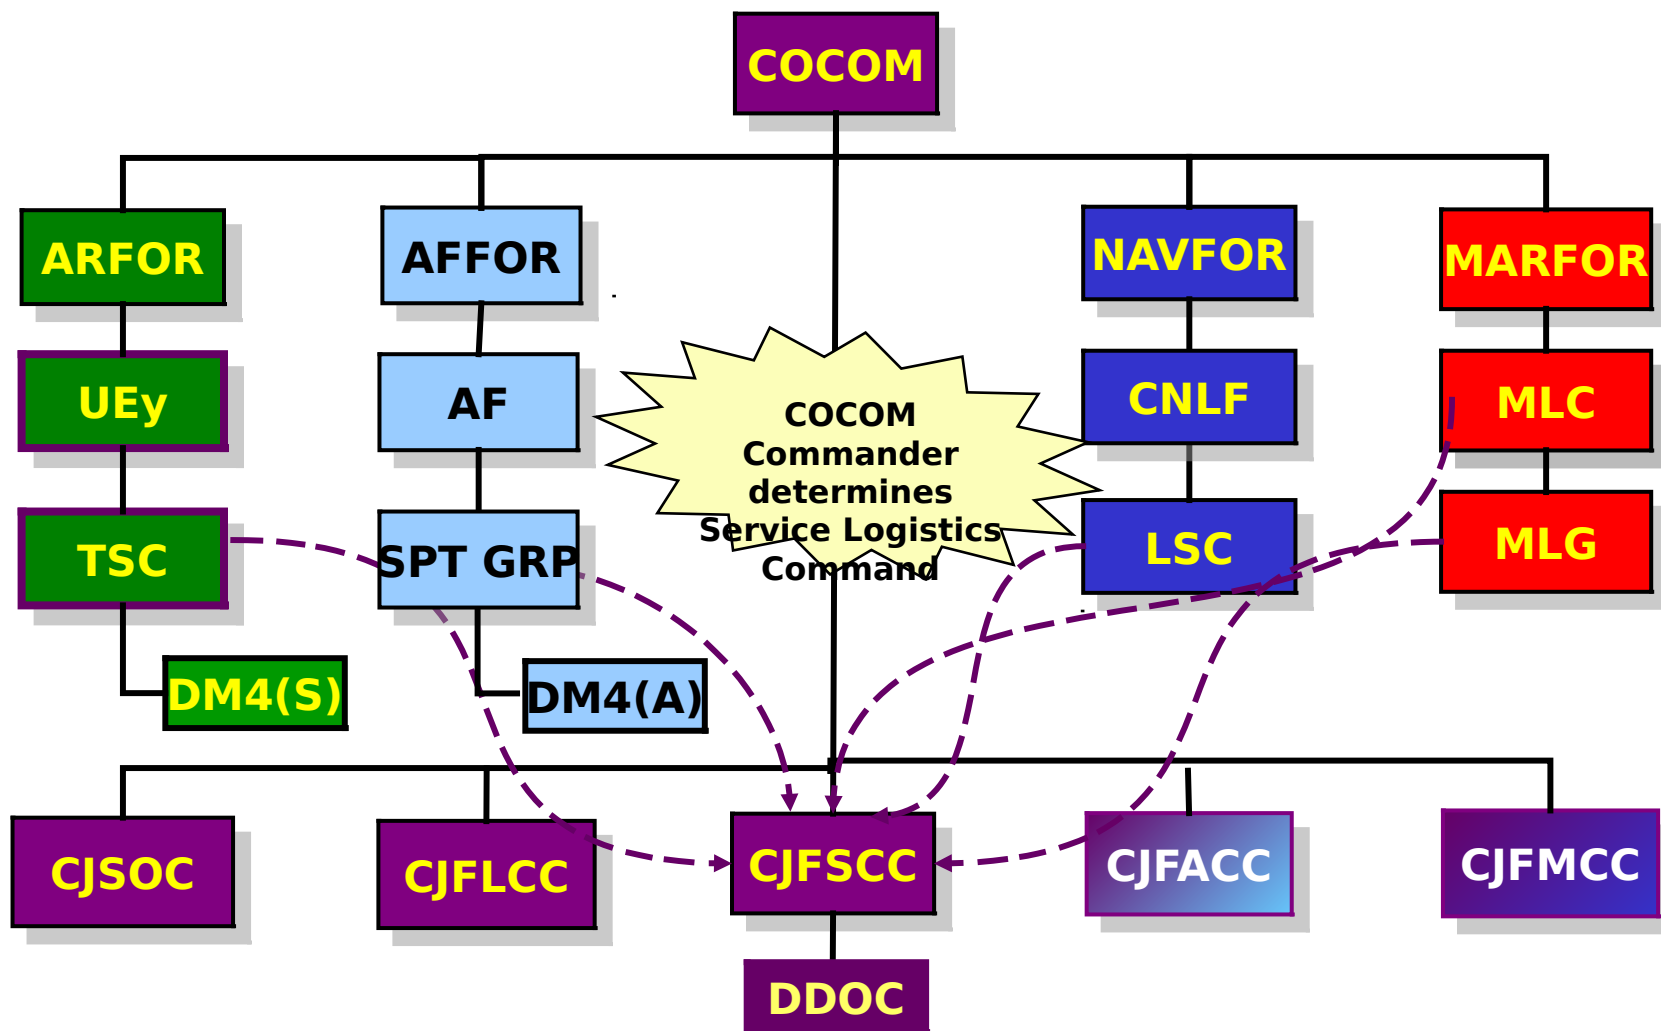 COCOM
ARFOR
AFFOR
NAVFOR
MARFOR
UEy
AF
COCOM
Commander
determines
Service Logistics
Command
CNLF
MLC
TSC
SPT GRP
LSC
MLG
DM4(S)
DM4(A)
CJSOC
CJFLCC
CJFSCC
CJFACC
CJFMCC
DDOC